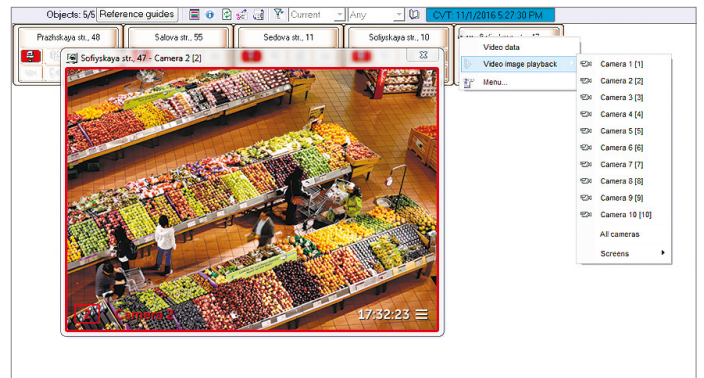 Objects: 5/5 Reference guides Current Any CVT: 11/1/2016 5:27:30 PM
Prazhskaya str., 48
Salova str., 55
Sedova str., 11
Sofiyskaya str., 10
Sofiyskaya str., 47 - Camera 2 [2]
Camera 2
17:32:23
Video data
Video image playback
Menu...
Camera 1 [1]
Camera 2 [2]
Camera 3 [3]
Camera 4 [4]
Camera 5 [5]
Camera 6 [6]
Camera 7 [7]
Camera 8 [8]
Camera 9 [9]
Camera 10 [10]
All cameras
Screens